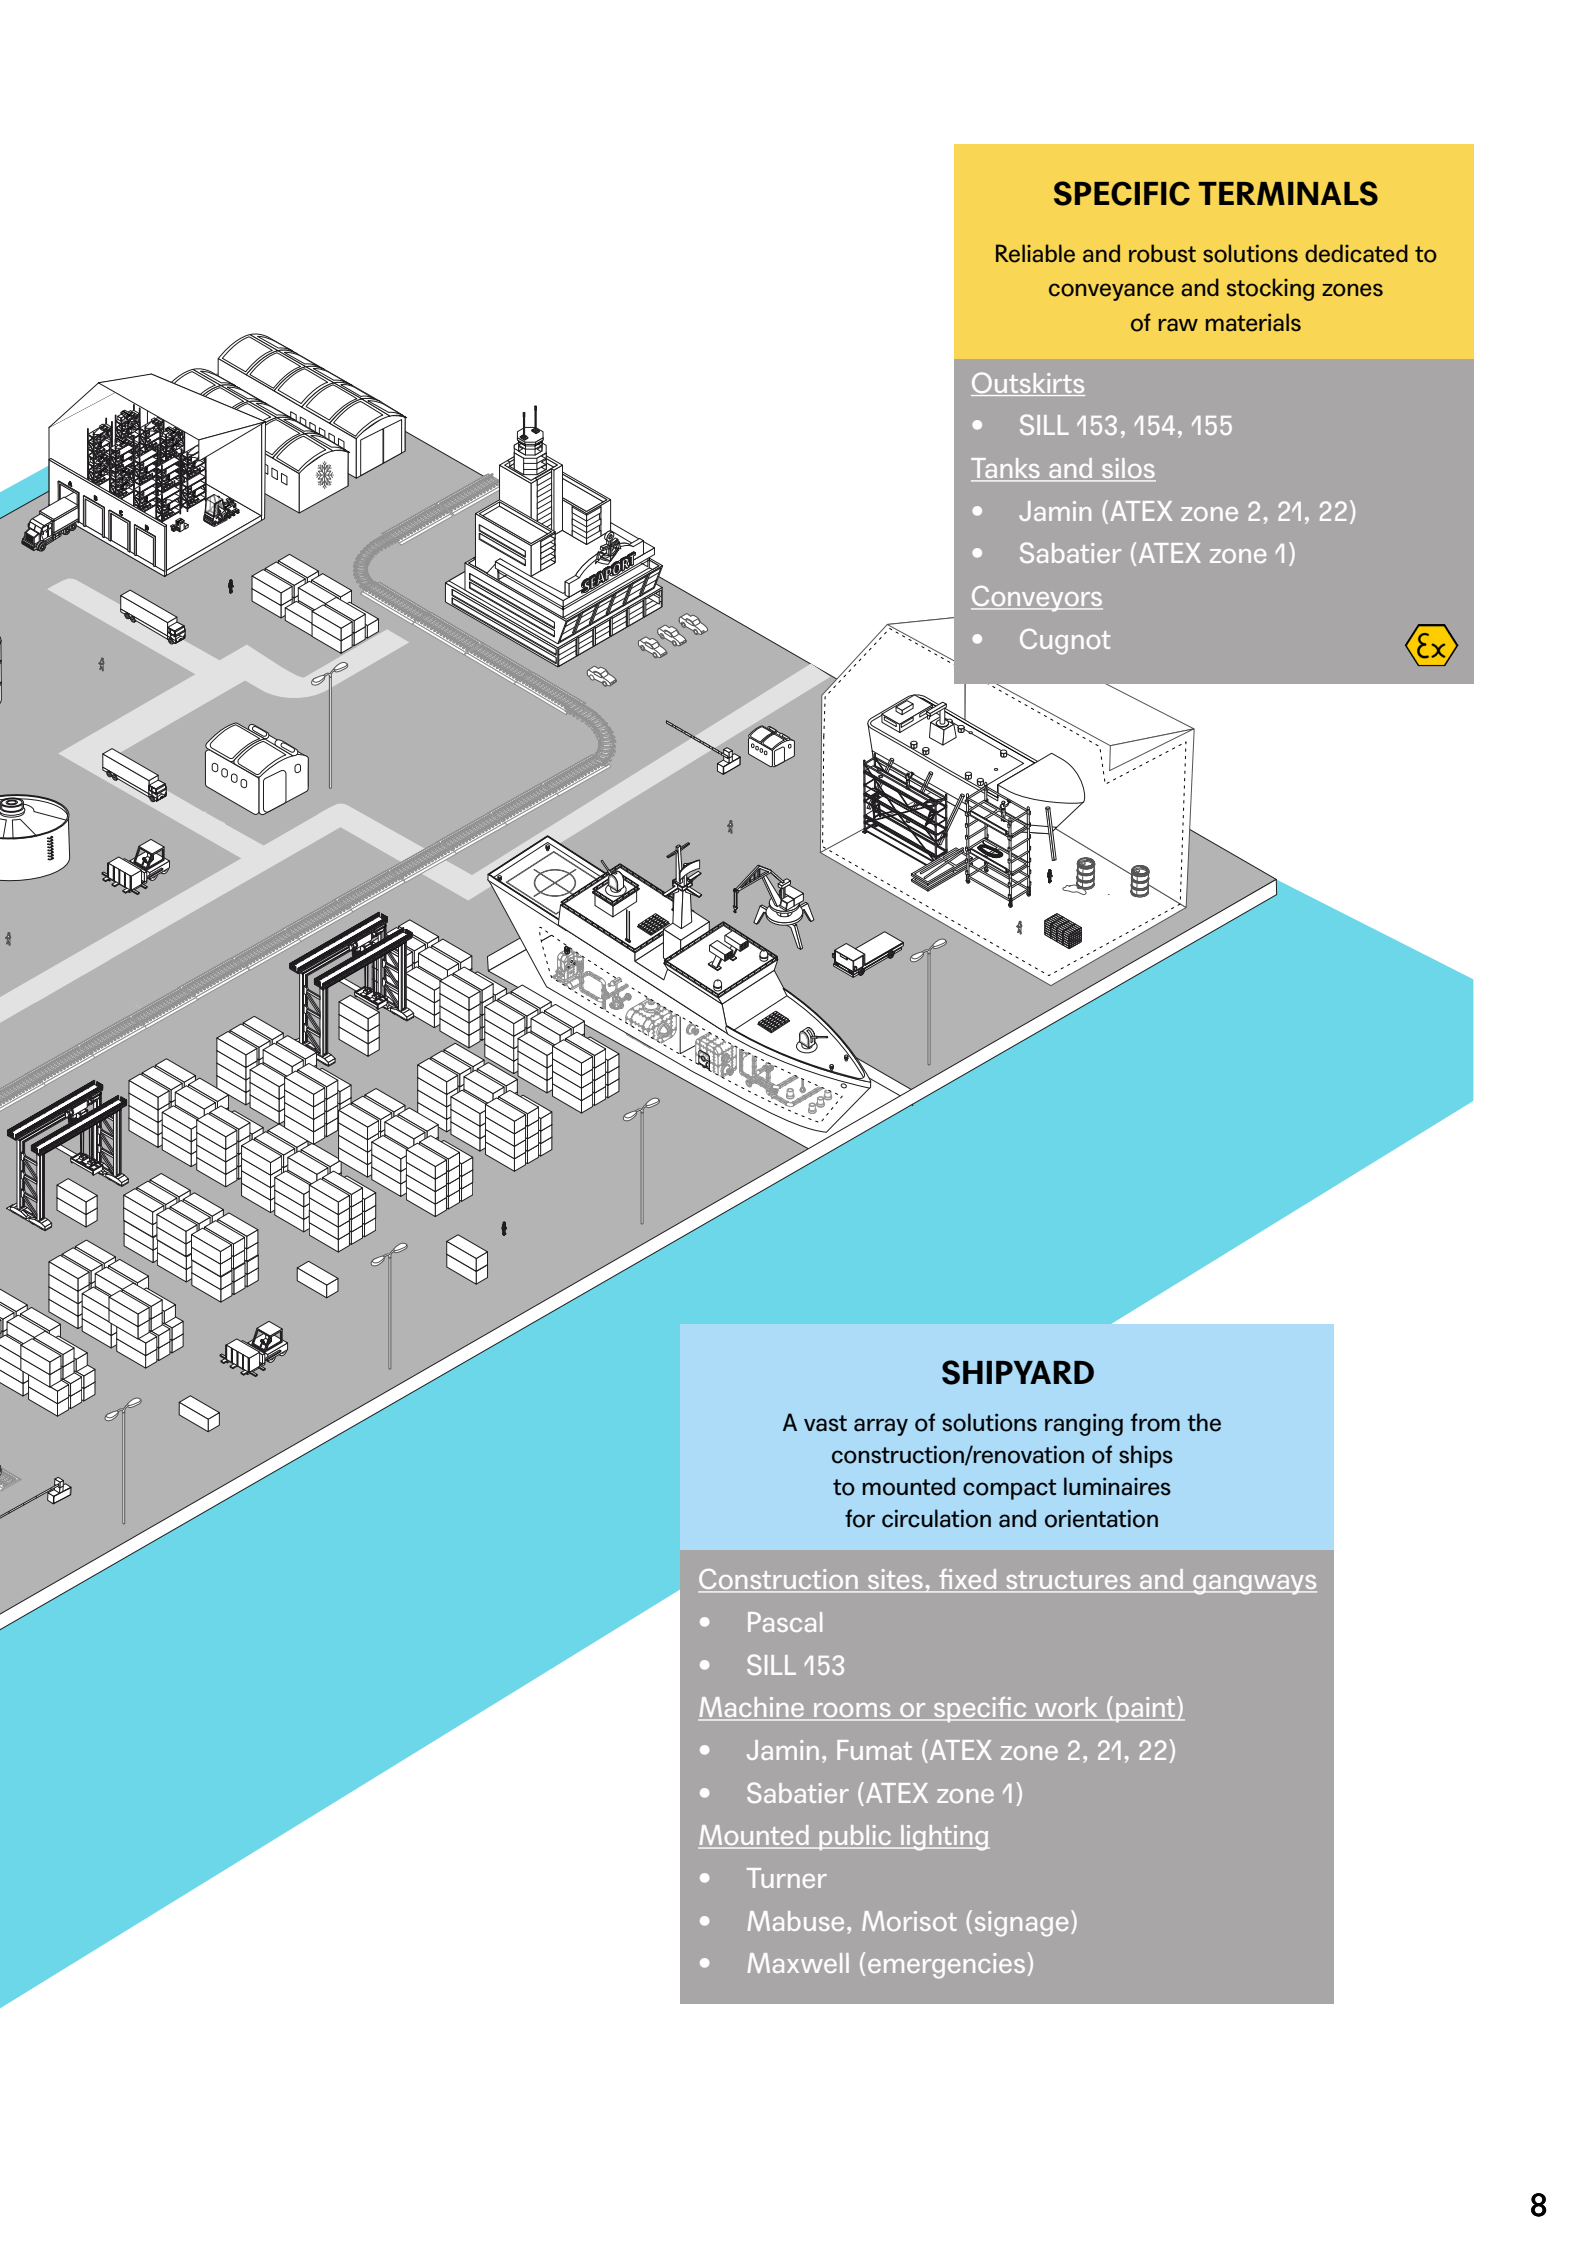 SPECIFIC TERMINALS
Reliable and robust solutions dedicated to
conveyance and stocking zones
of raw materials
Outskirts
• SILL 153, 154, 155
Tanks and silos
• Jamin (ATEX zone 2, 21, 22)
• Sabatier (ATEX zone 1)
Conveyors
• Cugnot
Ex
SEAPORT
SHIPYARD
A vast array of solutions ranging from the
construction/renovation of ships
to mounted compact luminaires
for circulation and orientation
Construction sites, fixed structures and gangways
• Pascal
• SILL 153
Machine rooms or specific work (paint)
• Jamin, Fumat (ATEX zone 2, 21, 22)
• Sabatier (ATEX zone 1)
Mounted public lighting
• Turner
• Mabuse, Morisot (signage)
• Maxwell (emergencies)
8